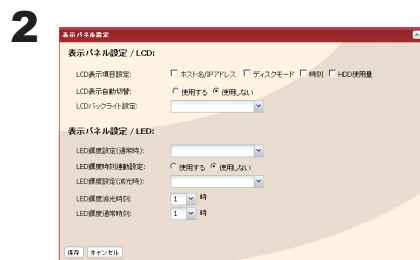 2
表示パネル設定
表示パネル設定 / LCD:
LCD表示項目設定: ホスト名/IPアドレス ディスクモード 時刻 HDD使用量
LCD表示自動切替: 使用する 使用しない
LCDバックライト設定:
表示パネル設定 / LED:
LED輝度設定(通常時):
LED輝度時刻連動設定: 使用する 使用しない
LED輝度設定(減光時):
LED輝度減光時刻: 1 時
LED輝度通常時刻: 1 時
保存 キャンセル